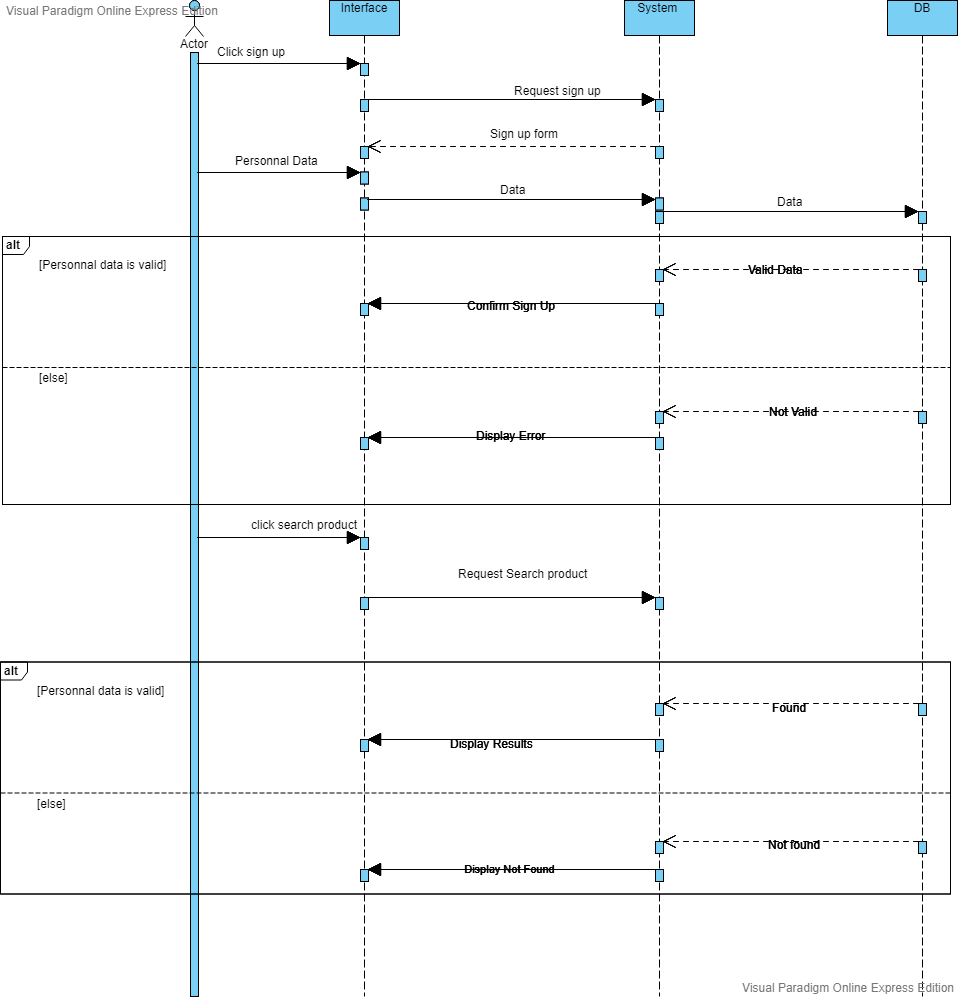 Visual Paradigm Online Express Edition
Interface
System
DB
Actor
Click sign up
Request sign up
Sign up form
Personnal Data
Data
Data
alt
[Personnal data is valid]
Valid Data
Confirm Sign Up
[else]
Not Valid
Display Error
click search product
Request Search product
alt
[Personnal data is valid]
Found
Display Results
[else]
Not found
Display Not Found
Visual Paradigm Online Express Edition